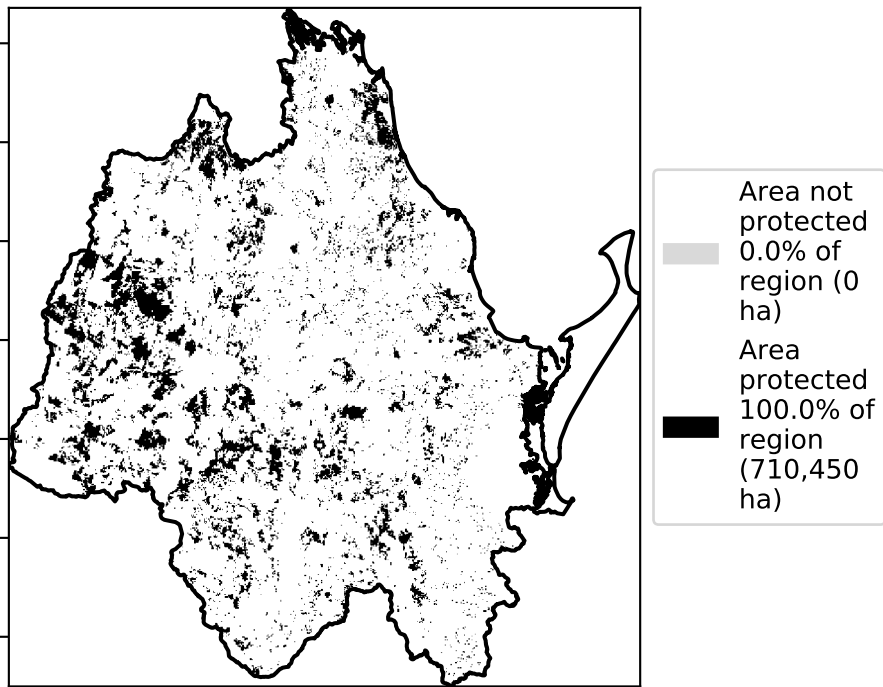 Area not
protected
0.0% of
region (0
ha)
Area
protected
100.0% of
region
(710,450
ha)